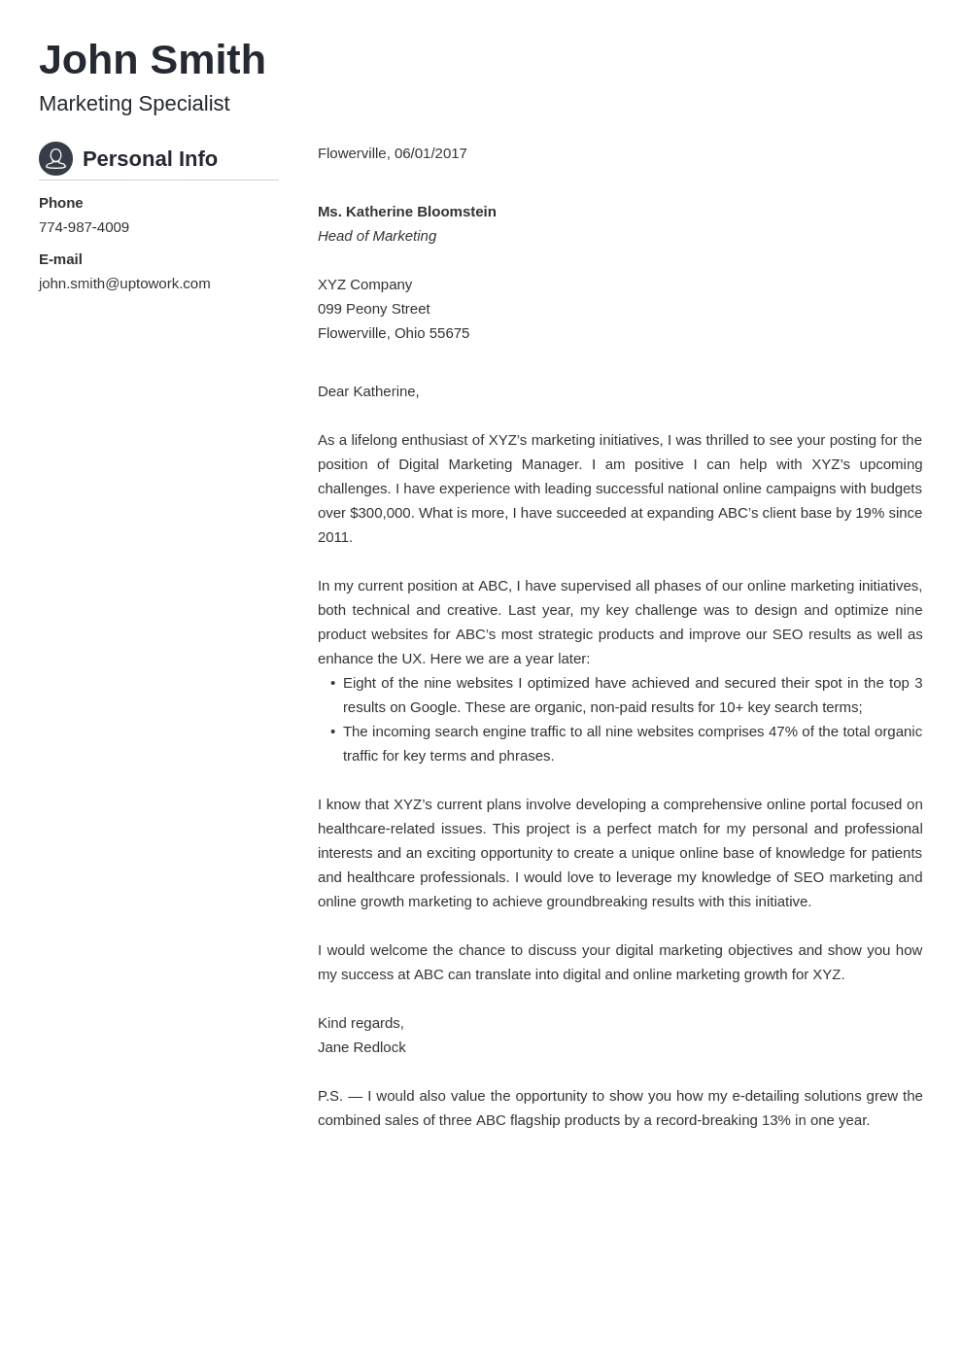 John Smith
Marketing Specialist
Personal Info
Phone
774-987-4009
E-mail
john.smith@uptowork.com
Flowerville, 06/01/2017
Ms. Katherine Bloomstein
Head of Marketing
XYZ Company
099 Peony Street
Flowerville, Ohio 55675
Dear Katherine,
As a lifelong enthusiast of XYZ's marketing initiatives, I was thrilled to see your posting for the
position of Digital Marketing Manager. I am positive I can help with XYZ's upcoming
challenges. I have experience with leading successful national online campaigns with budgets
over $300,000. What is more, I have succeeded at expanding ABC's client base by 19% since
2011.
In my current position at ABC, I have supervised all phases of our online marketing initiatives,
both technical and creative. Last year, my key challenge was to design and optimize nine
product websites for ABC's most strategic products and improve our SEO results as well as
enhance the UX. Here we are a year later:
• Eight of the nine websites I optimized have achieved and secured their spot in the top 3
results on Google. These are organic, non-paid results for 10+ key search terms;
• The incoming search engine traffic to all nine websites comprises 47% of the total organic
traffic for key terms and phrases.
I know that XYZ's current plans involve developing a comprehensive online portal focused on
healthcare-related issues. This project is a perfect match for my personal and professional
interests and an exciting opportunity to create a unique online base of knowledge for patients
and healthcare professionals. I would love to leverage my knowledge of SEO marketing and
online growth marketing to achieve groundbreaking results with this initiative.
I would welcome the chance to discuss your digital marketing objectives and show you how
my success at ABC can translate into digital and online marketing growth for XYZ.
Kind regards,
Jane Redlock
P.S. — I would also value the opportunity to show you how my e-detailing solutions grew the
combined sales of three ABC flagship products by a record-breaking 13% in one year.